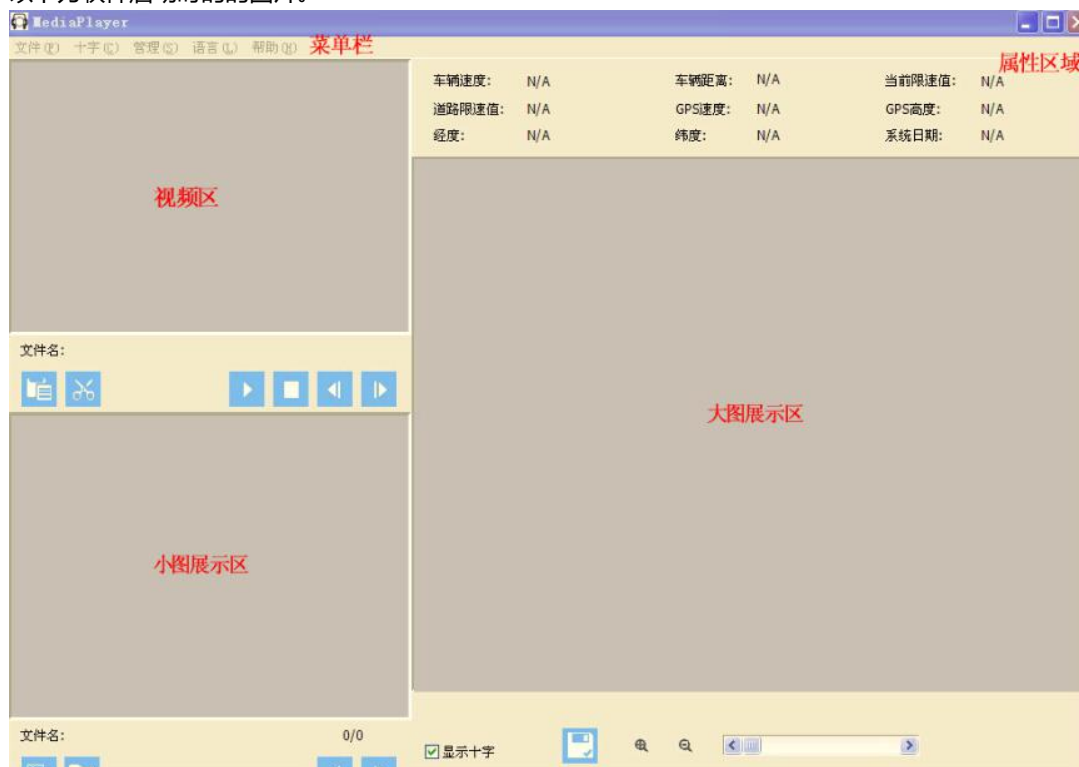 MediaPlayer
文件(F) 十字(C) 管理(S) 语言(L) 帮助(H) 菜单栏
属性区域
车辆速度: N/A 车辆距离: N/A 当前限速值: N/A
道路限速值: N/A GPS速度: N/A GPS高度: N/A
经度: N/A 纬度: N/A 系统日期: N/A
视频区
文件名:
大图展示区
小图展示区
文件名: 0/0
显示十字